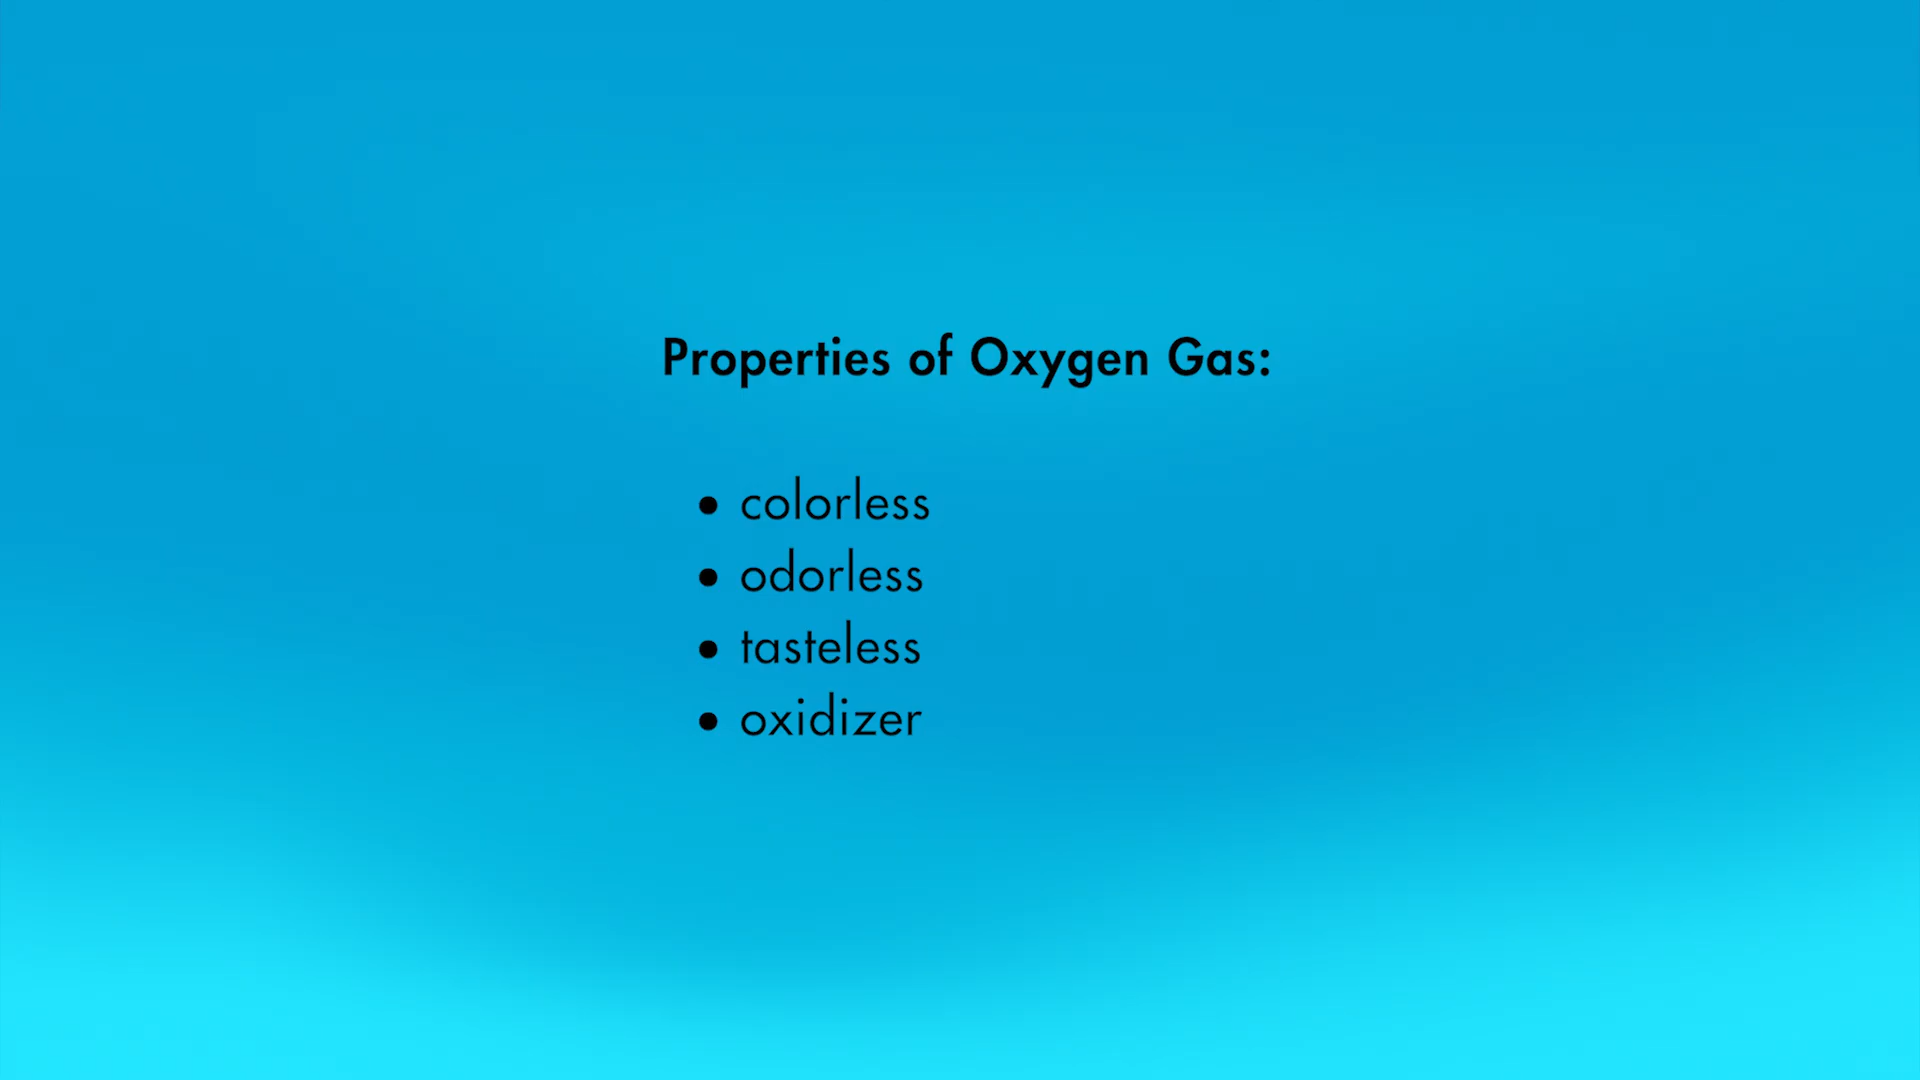 Properties of Oxygen Gas:
• colorless
• odorless
• tasteless
• oxidizer